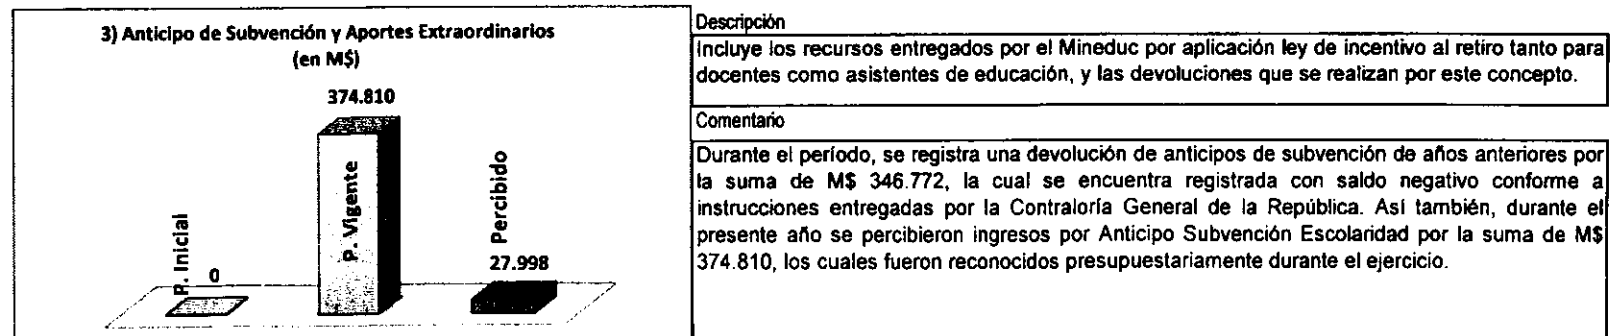 3) Anticipo de Subvención y Aportes Extraordinarios
(en M$)
374.810
P. Inicial
0
P. Vigente
Percibido
27.998
Descripción
Incluye los recursos entregados por el Mineduc por aplicación ley de incentivo al retiro tanto para
docentes como asistentes de educación, y las devoluciones que se realizan por este concepto.
Comentario
Durante el período, se registra una devolución de anticipos de subvención de años anteriores por
la suma de M$ 346.772, la cual se encuentra registrada con saldo negativo conforme a
instrucciones entregadas por la Contraloría General de la República. Así también, durante el
presente año se percibieron ingresos por Anticipo Subvención Escolaridad por la suma de M$
374.810, los cuales fueron reconocidos presupuestariamente durante el ejercicio.